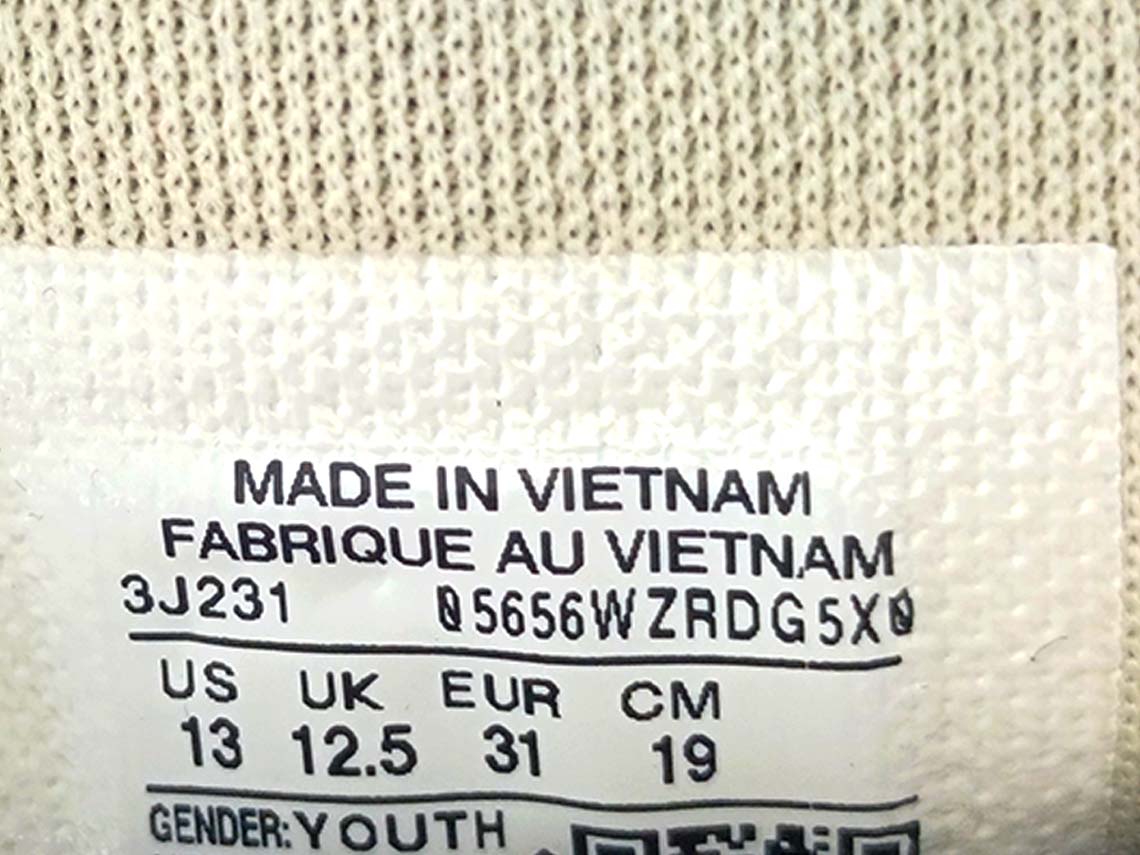 MADE IN VIETNAM
FABRIQUE AU VIETNAM
3J231 05656WZRDG5X0
US UK EUR CM
13 12.5 31 19
GENDER:YOUTH